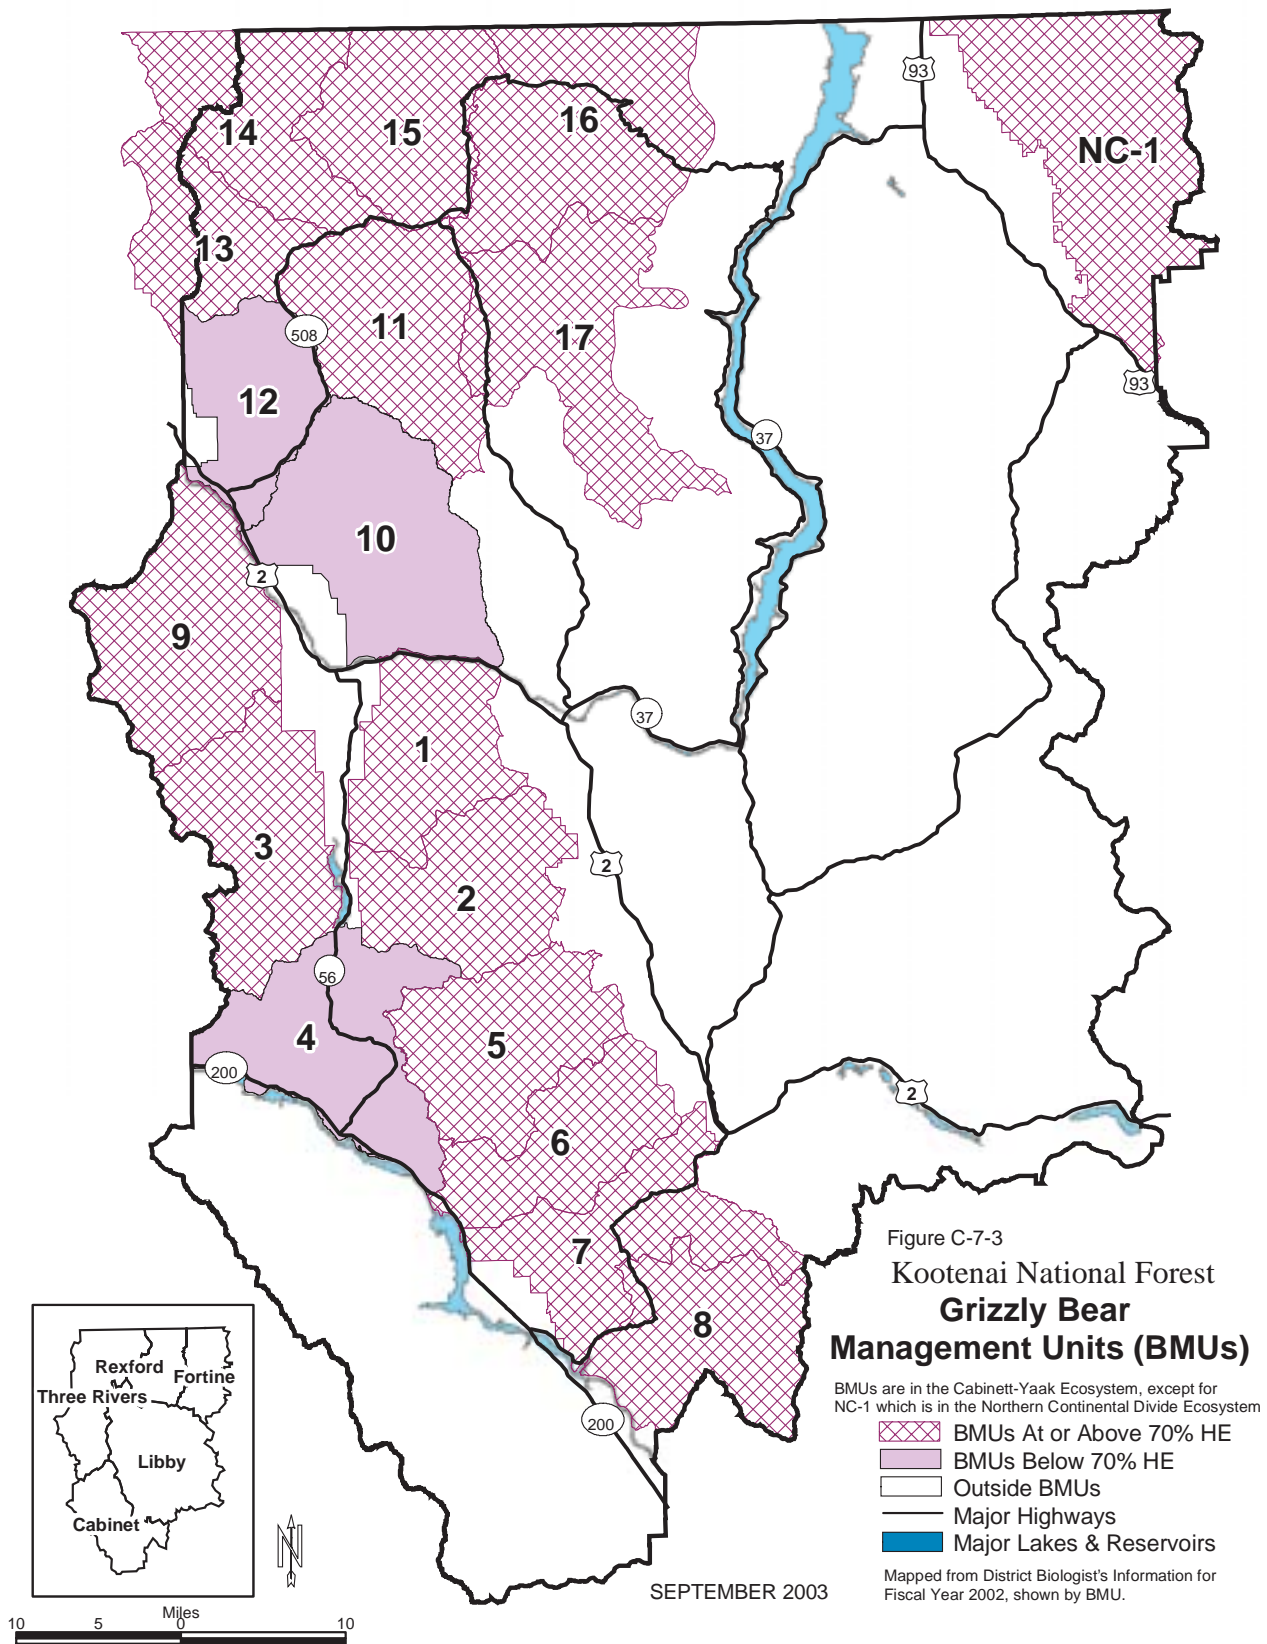 93
14
15
16
NC-1
13
508
11
17
93
12
37
10
2
9
37
1
3
2
2
56
4
5
200
2
6
7
8
200
Figure C-7-3
Kootenai National Forest
Grizzly Bear
Management Units (BMUs)
BMUs are in the Cabinett-Yaak Ecosystem, except for
NC-1 which is in the Northern Continental Divide Ecosystem
BMUs At or Above 70% HE
BMUs Below 70% HE
Outside BMUs
Major Highways
Major Lakes & Reservoirs
Mapped from District Biologist's Information for
Fiscal Year 2002, shown by BMU.
SEPTEMBER 2003
Rexford
Fortine
Three Rivers
Libby
Cabinet
N
Miles
10 5 0 10